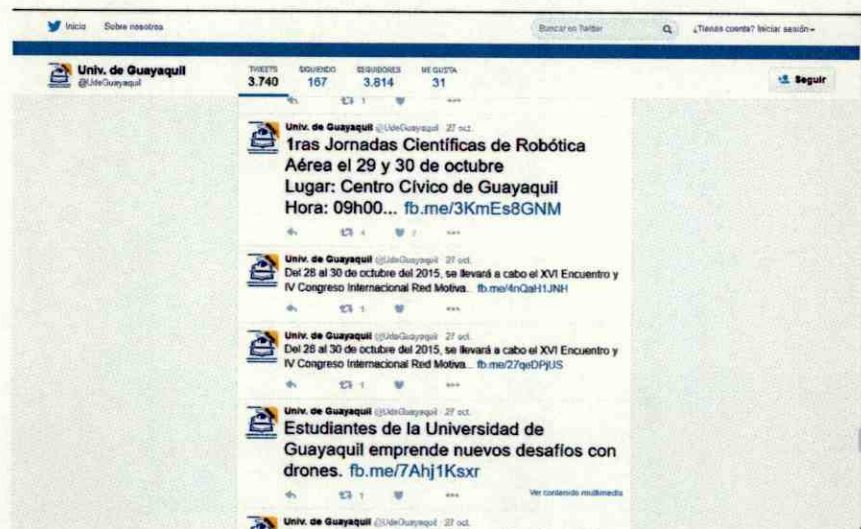 Inicio Sobre nosotros Buscar en Twitter ¿Tienes cuenta? Iniciar sesión
Univ. de Guayaquil
@UdeGuayaquil
TWEETS SIGUIENDO SEGUIDORES ME GUSTA
3.740 167 3.814 31
Seguir
1
Univ. de Guayaquil @UdeGuayaquil 27 oct.
1ras Jornadas Científicas de Robótica
Aérea el 29 y 30 de octubre
Lugar: Centro Cívico de Guayaquil
Hora: 09h00... fb.me/3KmEs8GNM
4 2
Univ. de Guayaquil @UdeGuayaquil 27 oct.
Del 28 al 30 de octubre del 2015, se llevará a cabo el XVI Encuentro y
IV Congreso Internacional Red Motiva.. fb.me/4nQaH1JNH
1
Univ. de Guayaquil @UdeGuayaquil 27 oct.
Del 28 al 30 de octubre del 2015, se llevará a cabo el XVI Encuentro y
IV Congreso Internacional Red Motiva... fb.me/27qeDPjUS
1
Univ. de Guayaquil @UdeGuayaquil 27 oct.
Estudiantes de la Universidad de
Guayaquil emprende nuevos desafíos con
drones. fb.me/7Ahj1Ksxr
1
Ver contenido multimedia
Univ. de Guayaquil @UdeGuayaquil 27 oct.